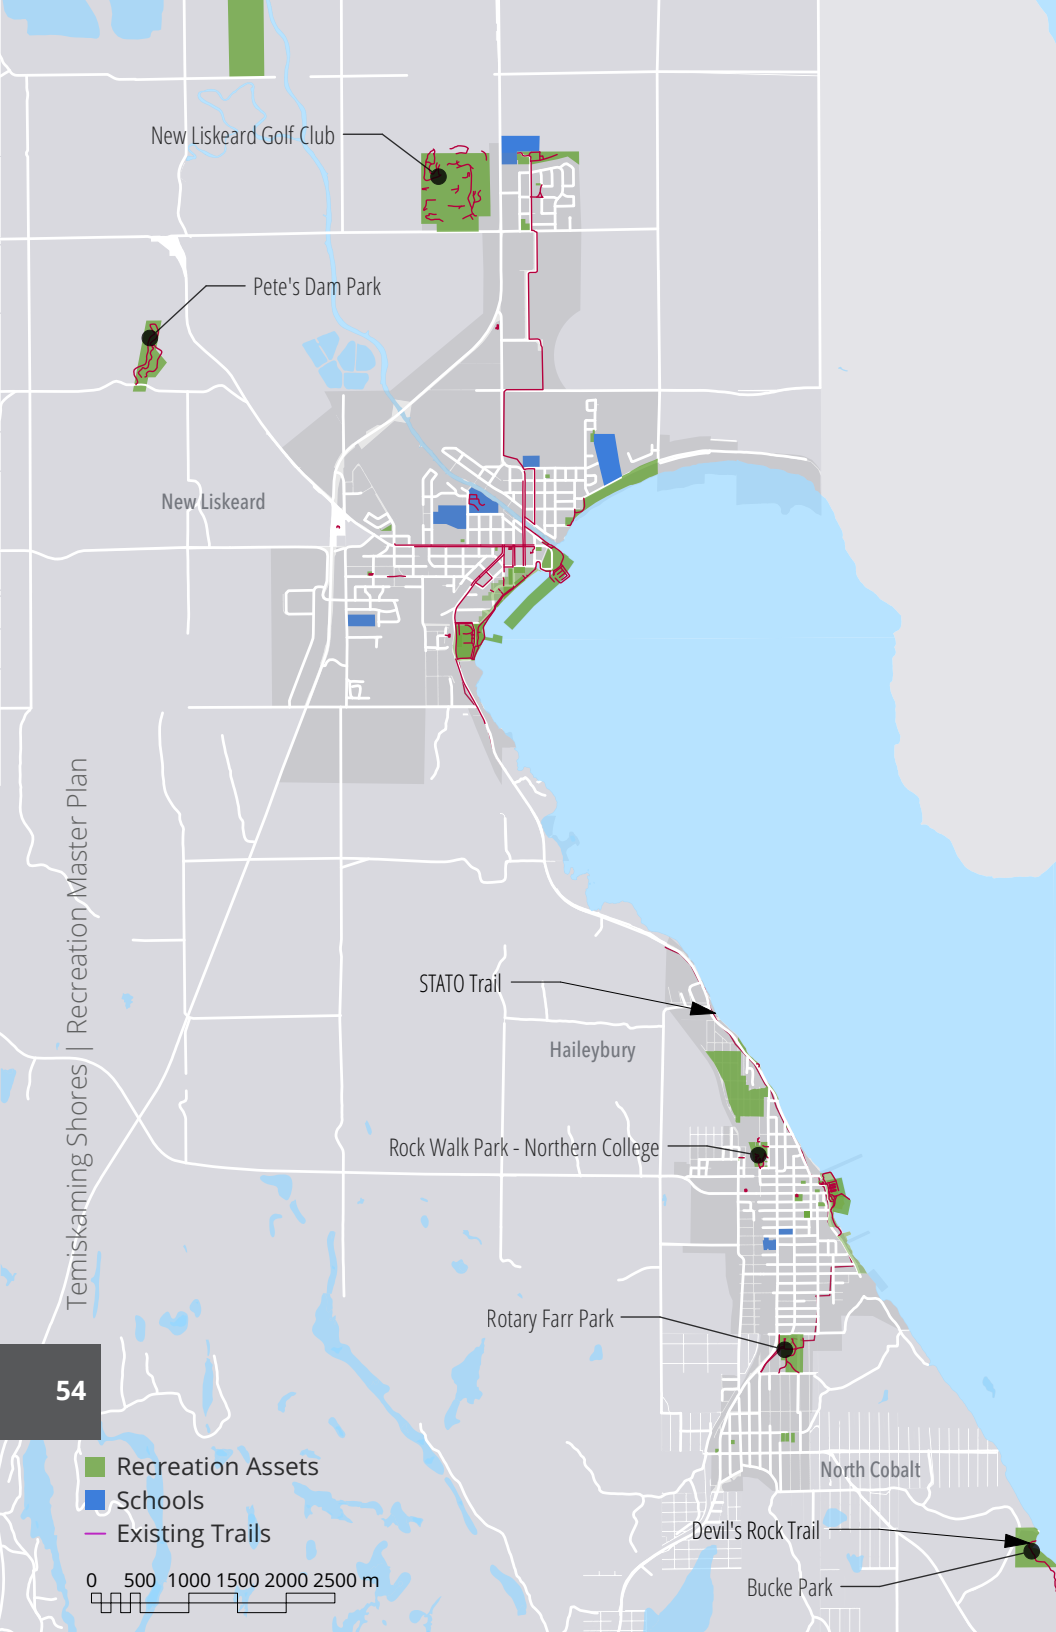 New Liskeard Golf Club
Pete's Dam Park
New Liskeard
Temiskaming Shores | Recreation Master Plan
STATO Trail
Haileybury
Rock Walk Park - Northern College
Rotary Farr Park
54
Recreation Assets
Schools
Existing Trails
0 500 1000 1500 2000 2500 m
North Cobalt
Devil's Rock Trail
Bucke Park